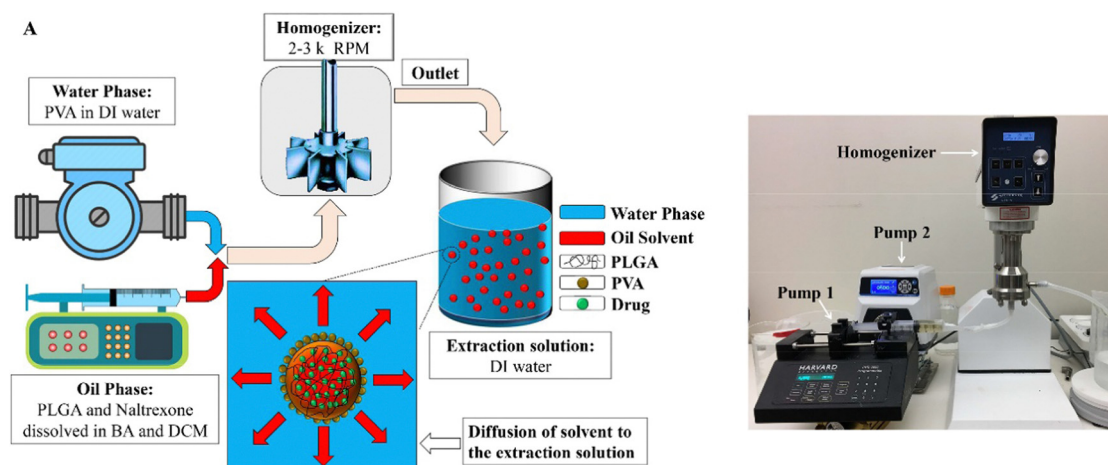 A
Homogenizer:
2-3 k RPM
Outlet
Water Phase:
PVA in DI water
Oil Phase:
PLGA and Naltrexone
dissolved in BA and DCM
Water Phase
Oil Solvent
PLGA
PVA
Drug
Extraction solution:
DI water
Diffusion of solvent to
the extraction solution
Homogenizer
Pump 2
Pump 1
HARVARD